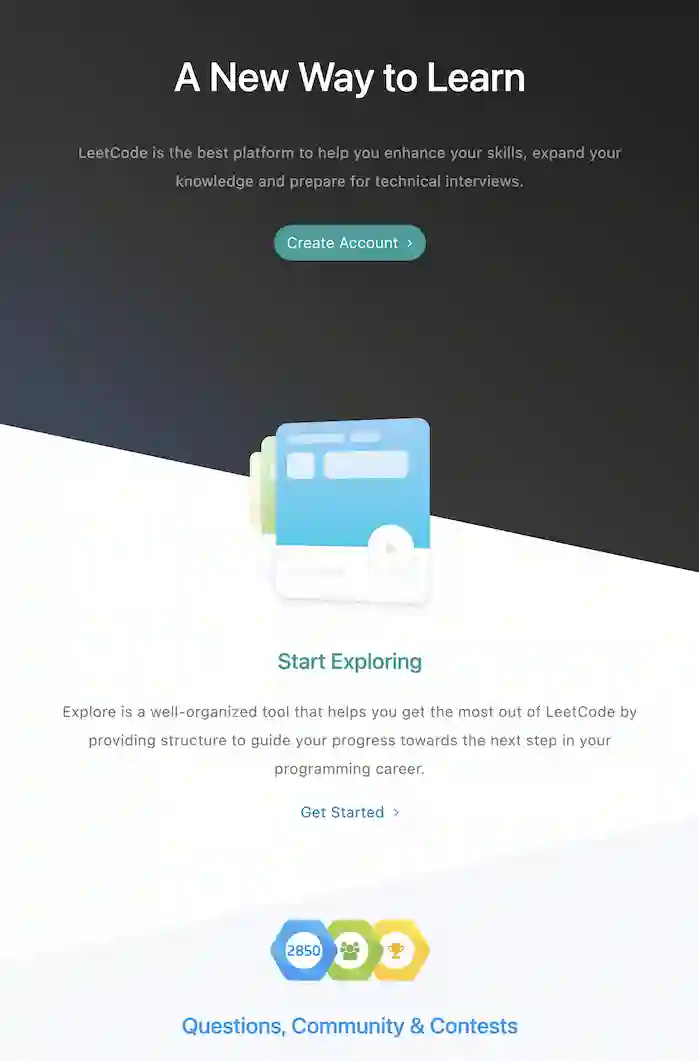 A New Way to Learn
LeetCode is the best platform to help you enhance your skills, expand your
knowledge and prepare for technical interviews.
Create Account
Start Exploring
Explore is a well-organized tool that helps you get the most out of LeetCode by
providing structure to guide your progress towards the next step in your
programming career.
Get Started
2850
Questions, Community & Contests